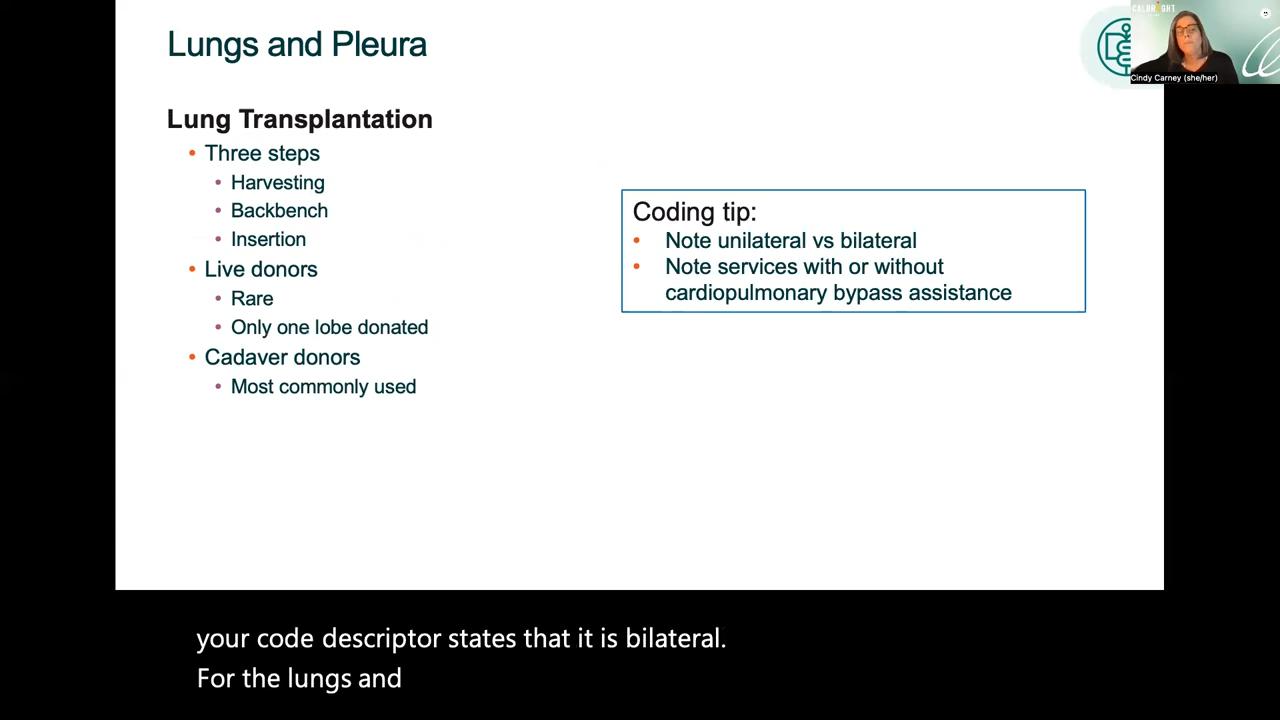 Lungs and Pleura
CALBRIGHT
Cindy Carney (she/her)
Lung Transplantation
• Three steps
• Harvesting
• Backbench
• Insertion
• Live donors
• Rare
• Only one lobe donated
• Cadaver donors
• Most commonly used
Coding tip:
• Note unilateral vs bilateral
• Note services with or without
cardiopulmonary bypass assistance
your code descriptor states that it is bilateral.
For the lungs and